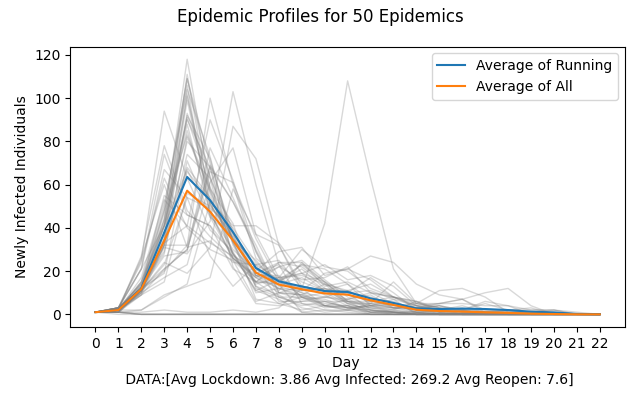 Epidemic Profiles for 50 Epidemics
120
100
80
60
40
20
0
Newly Infected Individuals
Average of Running
Average of All
0 1 2 3 4 5 6 7 8 9 10 11 12 13 14 15 16 17 18 19 20 21 22
Day
DATA:[Avg Lockdown: 3.86 Avg Infected: 269.2 Avg Reopen: 7.6]